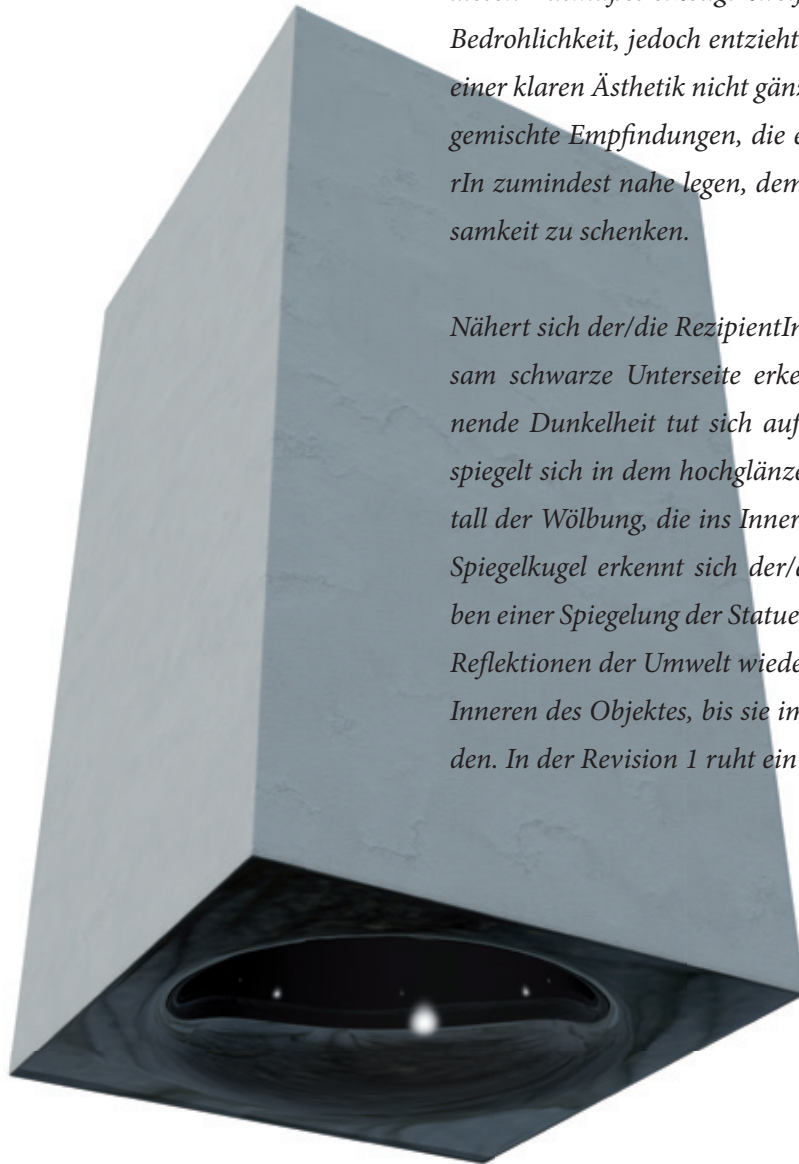 Bedrohlichkeit, jedoch entzieht
einer klaren Ästhetik nicht
gemischte Empfindungen, die
rIn zumindest nahe legen, dem
samkeit zu schenken.
Nähert sich der/die RezipientIn
sam schwarze Unterseite erke
nende Dunkelheit tut sich auf
spiegelt sich in dem hochglänze
tall der Wölbung, die ins Inner
Spiegelkugel erkennt sich der/
ben einer Spiegelung der Statue
Reflektionen der Umwelt wiede
Inneren des Objektes, bis sie
den. In der Revision 1 ruht ein